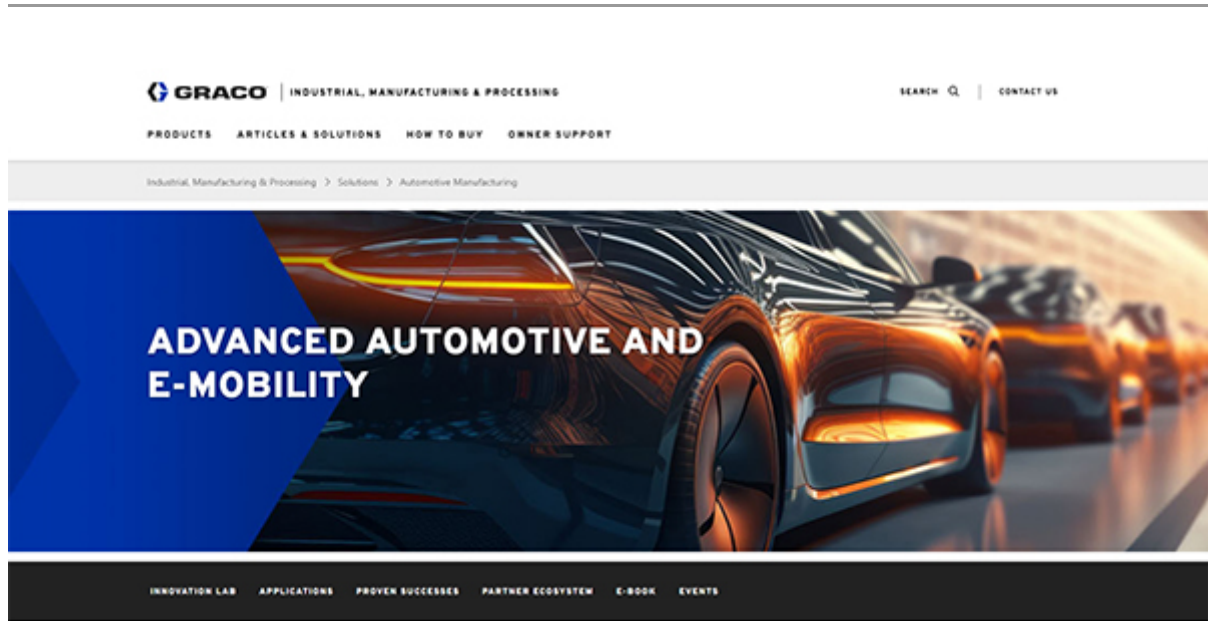 GRACO INDUSTRIAL, MANUFACTURING & PROCESSING
SEARCH CONTACT US
PRODUCTS ARTICLES & SOLUTIONS HOW TO BUY OWNER SUPPORT
Industrial, Manufacturing & Processing > Solutions > Automotive Manufacturing
ADVANCED AUTOMOTIVE AND
E-MOBILITY
INNOVATION LAB APPLICATIONS PROVEN SUCCESSES PARTNER ECOSYSTEM E-BOOK EVENTS